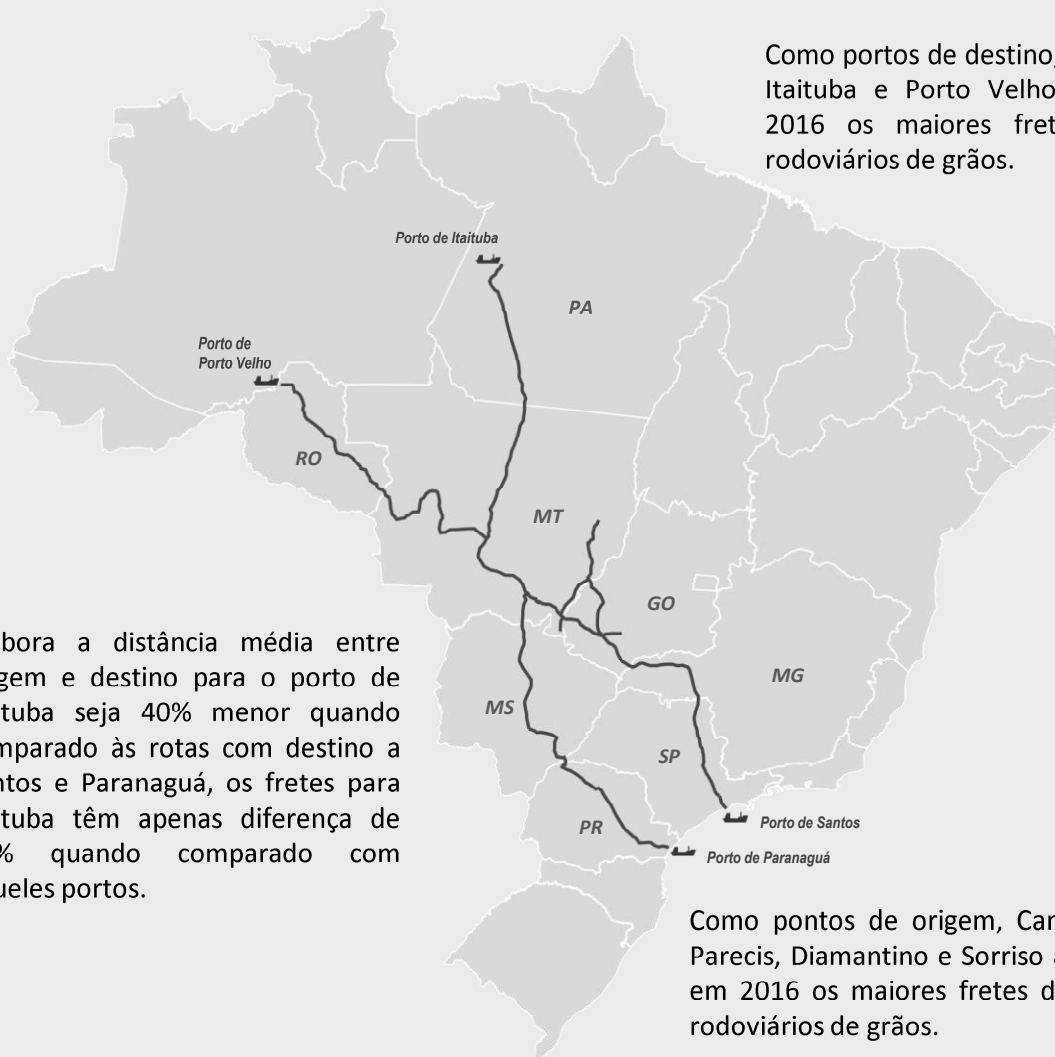 Como portos de destino,
Itaituba e Porto Velho
2016 os maiores fret
rodoviários de grãos.
Porto de Itaituba
PA
Porto de
Porto Velho
RO
MT
GO
bora a distância média entre
gem e destino para o porto de
tuba seja 40% menor quando
mparado às rotas com destino a
ntos e Paranaguá, os fretes para
tuba têm apenas diferença de
% quando comparado com
ueles portos.
MG
MS
SP
PR
Porto de Santos
Porto de Paranaguá
Como pontos de origem, Car
Parecis, Diamantino e Sorriso
em 2016 os maiores fretes d
rodoviários de grãos.